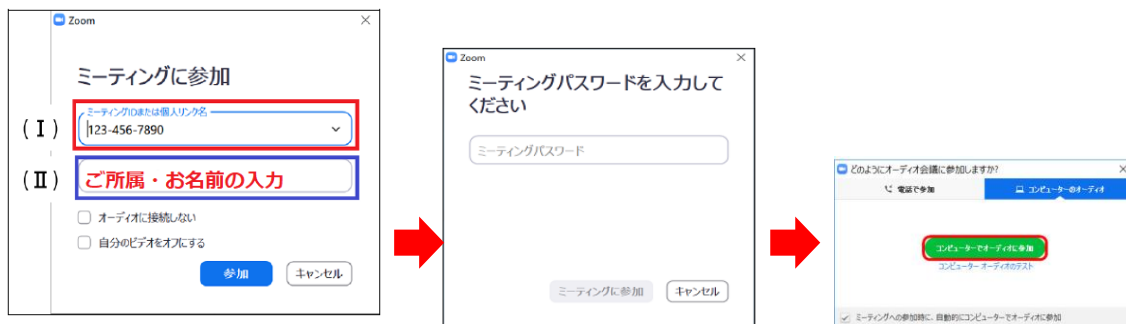 Zoom
ミーティングに参加
(Ⅰ)
ミーティングIDまたは個人リンク名
123-456-7890
(Ⅱ)
ご所属・お名前の入力
オーディオに接続しない
自分のビデオをオフにする
参加
キャンセル
Zoom
ミーティングパスワードを入力して
ください
ミーティングパスワード
ミーティングに参加
キャンセル
どのようにオーディオ会議に参加しますか?
電話で参加
コンピューターのオーディオ
コンピューターでオーディオに参加
コンピューター オーディオのテスト
ミーティングへの参加時に、自動的にコンピューターでオーディオに参加